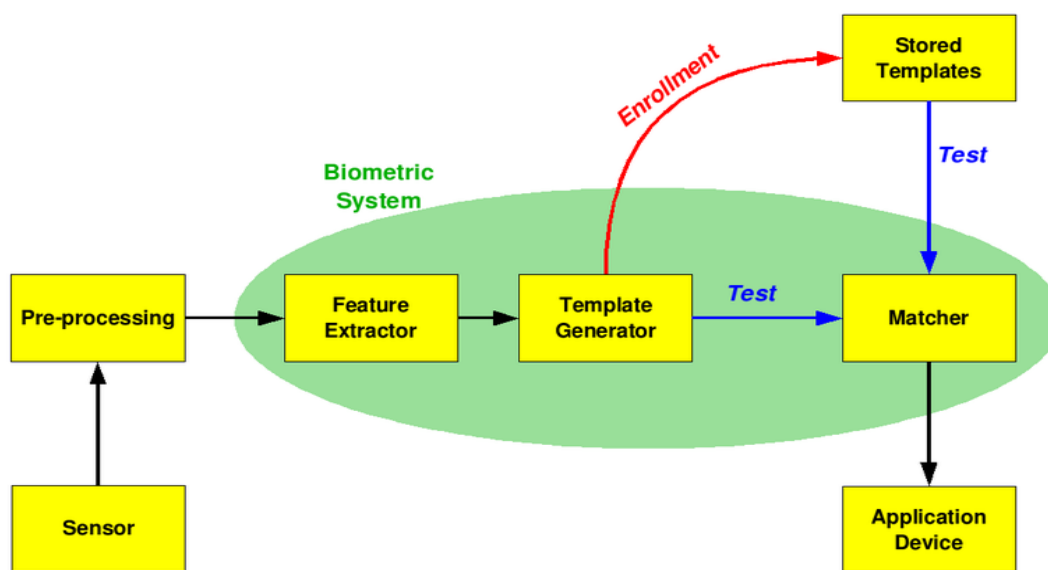 Stored
Templates
Enrollment
Test
Biometric
System
Pre-processing
Feature
Extractor
Template
Generator
Test
Matcher
Sensor
Application
Device